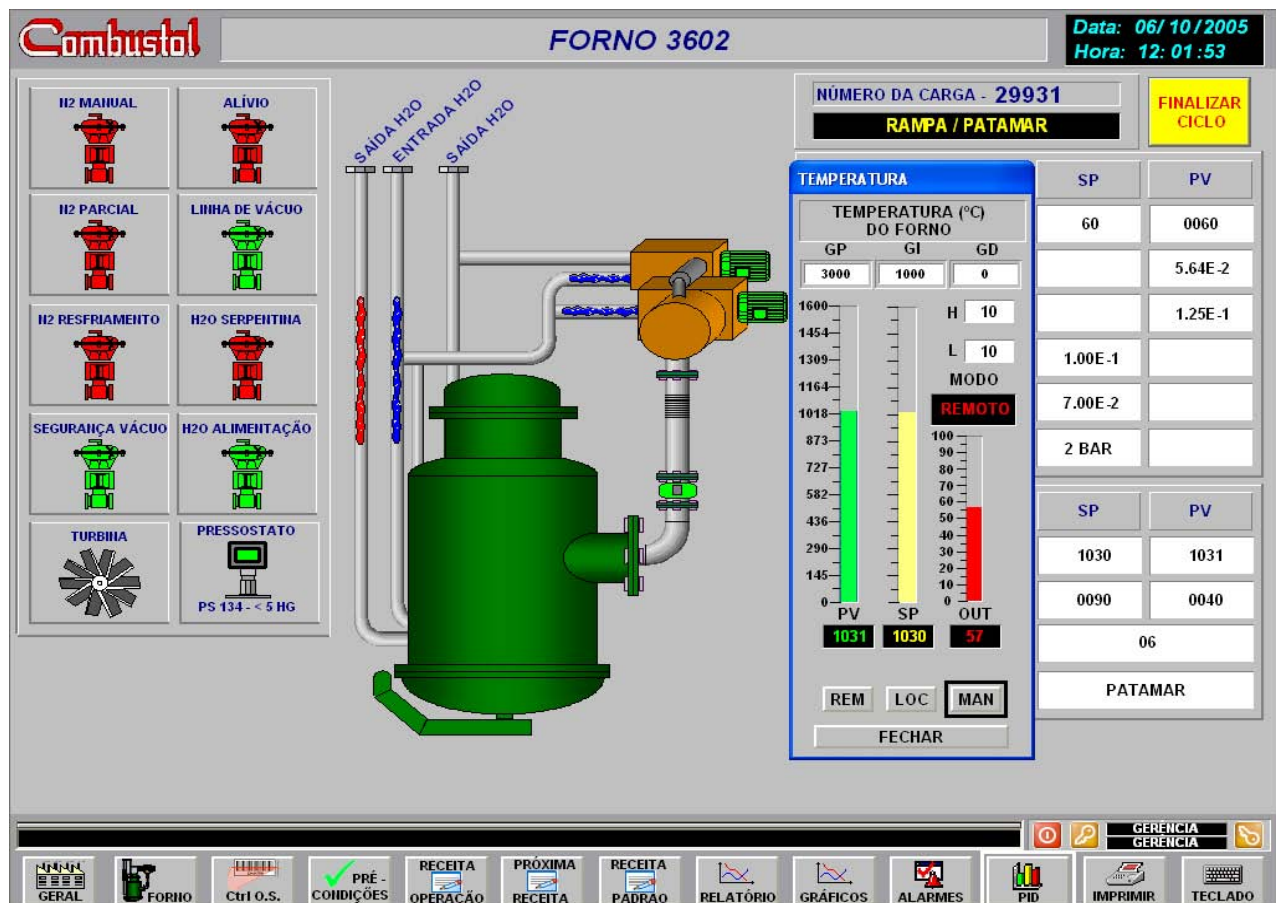 Combustol
FORNO 3602
Data: 06/10/2005
Hora: 12:01:53
N2 MANUAL
ALÍVIO
N2 PARCIAL
LINHA DE VÁCUO
N2 RESFRIAMENTO
H2O SERPENTINA
SEGURANÇA VÁCUO
H2O ALIMENTAÇÃO
TURBINA
PRESSOSTATO
PS 134 - < 5 HG
SAÍDA H2O
ENTRADA H2O
SAÍDA H2O
NÚMERO DA CARGA - 29931
RAMPA / PATAMAR
FINALIZAR
CICLO
TEMPERATURA
TEMPERATURA (ºC)
DO FORNO
GP GI GD
3000 1000 0
1600
1454
1309
1164
1018
873
727
582
436
290
145
0
H 10
L 10
MODO
REMOTO
100
90
80
70
60
50
40
30
20
10
0
PV SP OUT
1031 1030 57
REM LOC MAN
FECHAR
SP PV
60 0060
5.64E-2
1.25E-1
1.00E-1
7.00E-2
2 BAR
SP PV
1030 1031
0090 0040
06
PATAMAR
GERÊNCIA
GERÊNCIA
GERAL
FORNO
Ctrl O.S.
PRÉ -
CONDIÇÕES
RECEITA
OPERAÇÃO
PRÓXIMA
RECEITA
RECEITA
PADRAO
RELATÓRIO
GRÁFICOS
ALARMES
PID
IMPRIMIR
TECLADO